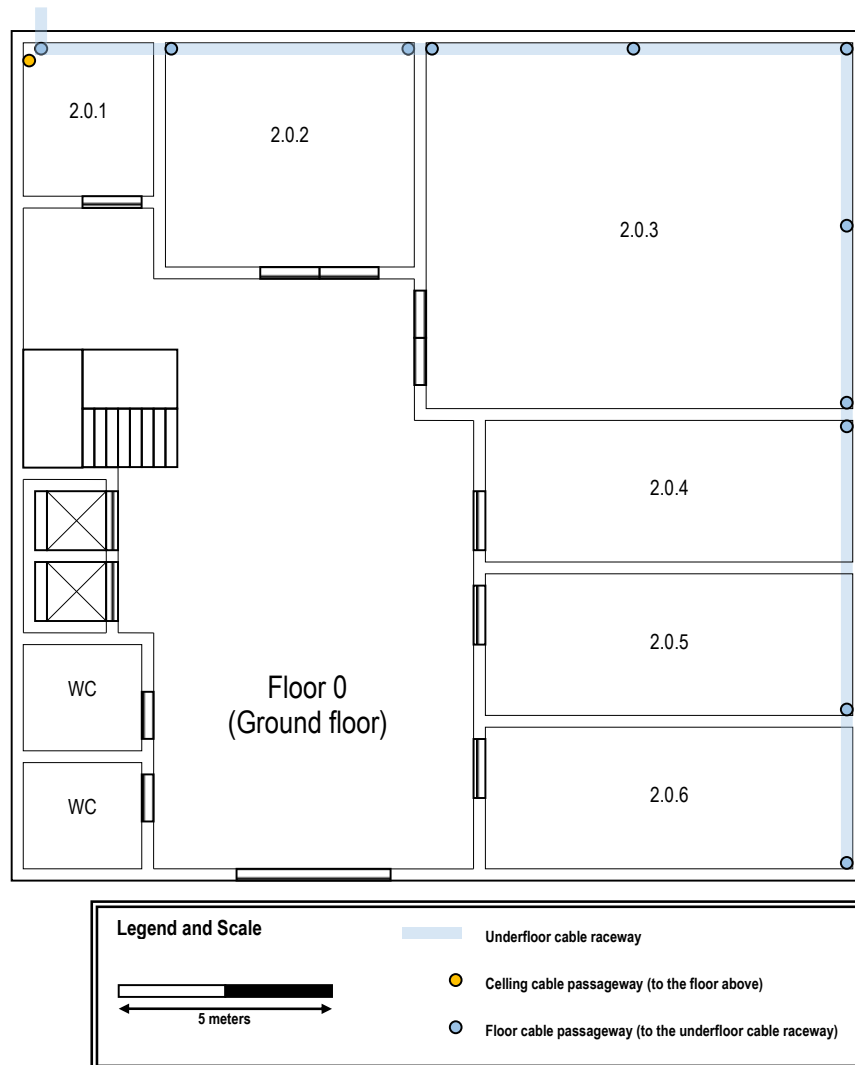 2.0.1
2.0.2
2.0.3
2.0.4
2.0.5
WC
Floor 0
(Ground floor)
2.0.6
WC
Legend and Scale
Underfloor cable raceway
Celling cable passageway (to the floor above)
5 meters
Floor cable passageway (to the underfloor cable raceway)